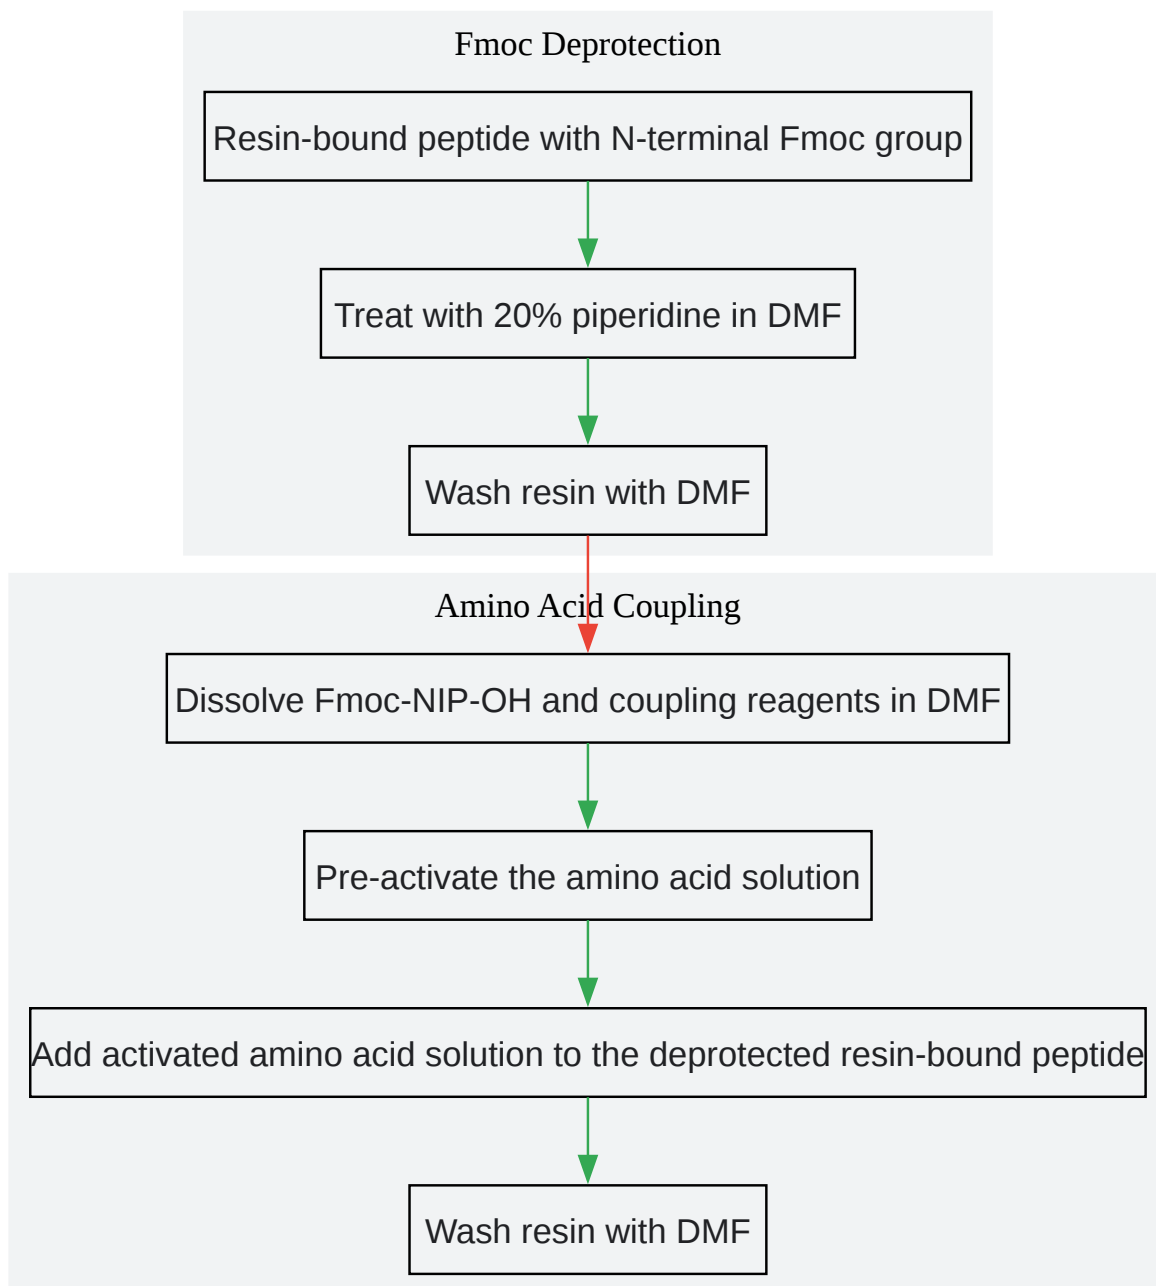 Fmoc Deprotection
Resin-bound peptide with N-terminal Fmoc group
Treat with 20% piperidine in DMF
Wash resin with DMF
Amino Acid Coupling
Dissolve Fmoc-NIP-OH and coupling reagents in DMF
Pre-activate the amino acid solution
Add activated amino acid solution to the deprotected resin-bound peptide
Wash resin with DMF